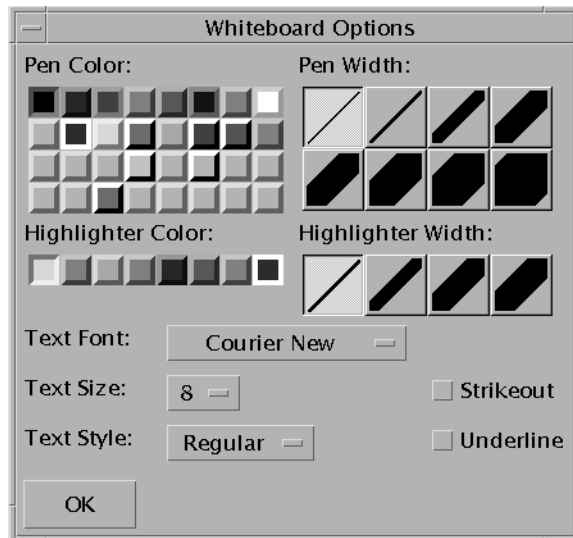 Whiteboard Options
Pen Color: Pen Width:
Highlighter Color: Highlighter Width:
Text Font: Courier New
Text Size: 8 Strikeout
Text Style: Regular Underline
OK